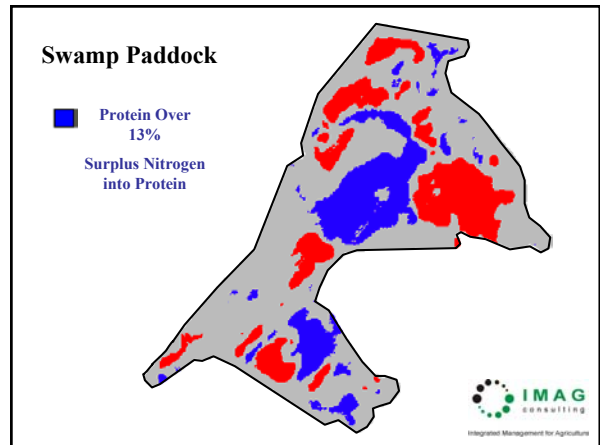 Swamp Paddock
Protein Over
13%
Surplus Nitrogen
into Protein
IMAG
consulting
Integrated Management for Agriculture